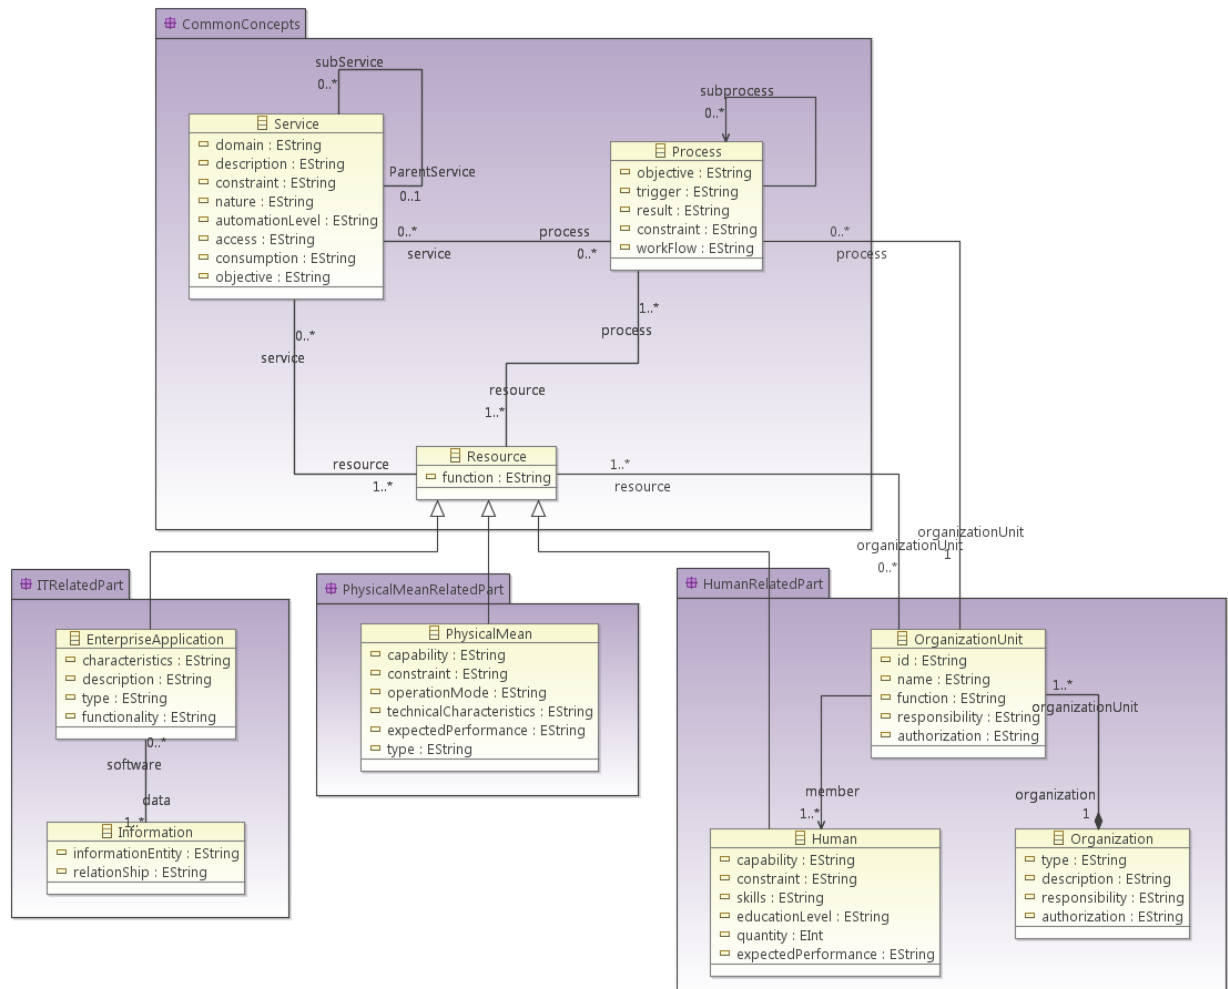 CommonConcepts
subService
0..*
Service
domain : EString
description : EString
constraint : EString
nature : EString
automationLevel : EString
access : EString
consumption : EString
objective : EString
ParentService
0..1
subprocess
0..*
Process
objective : EString
trigger : EString
result : EString
constraint : EString
workFlow : EString
0..*
service
process
0..*
0..*
process
0..*
service
1..*
process
resource
1..*
resource
1..*
Resource
function : EString
1..*
resource
organizationUnit
1
organizationUnit
0..*
ITRelatedPart
EnterpriseApplication
characteristics : EString
description : EString
type : EString
functionality : EString
0..*
software
data
1..*
Information
informationEntity : EString
relationShip : EString
PhysicalMeanRelatedPart
PhysicalMean
capability : EString
constraint : EString
operationMode : EString
technicalCharacteristics : EString
expectedPerformance : EString
type : EString
HumanRelatedPart
OrganizationUnit
id : EString
name : EString
function : EString
responsibility : EString
authorization : EString
1..*
organizationUnit
member
1..*
organization
1
Human
capability : EString
constraint : EString
skills : EString
educationLevel : EString
quantity : EInt
expectedPerformance : EString
Organization
type : EString
description : EString
responsibility : EString
authorization : EString